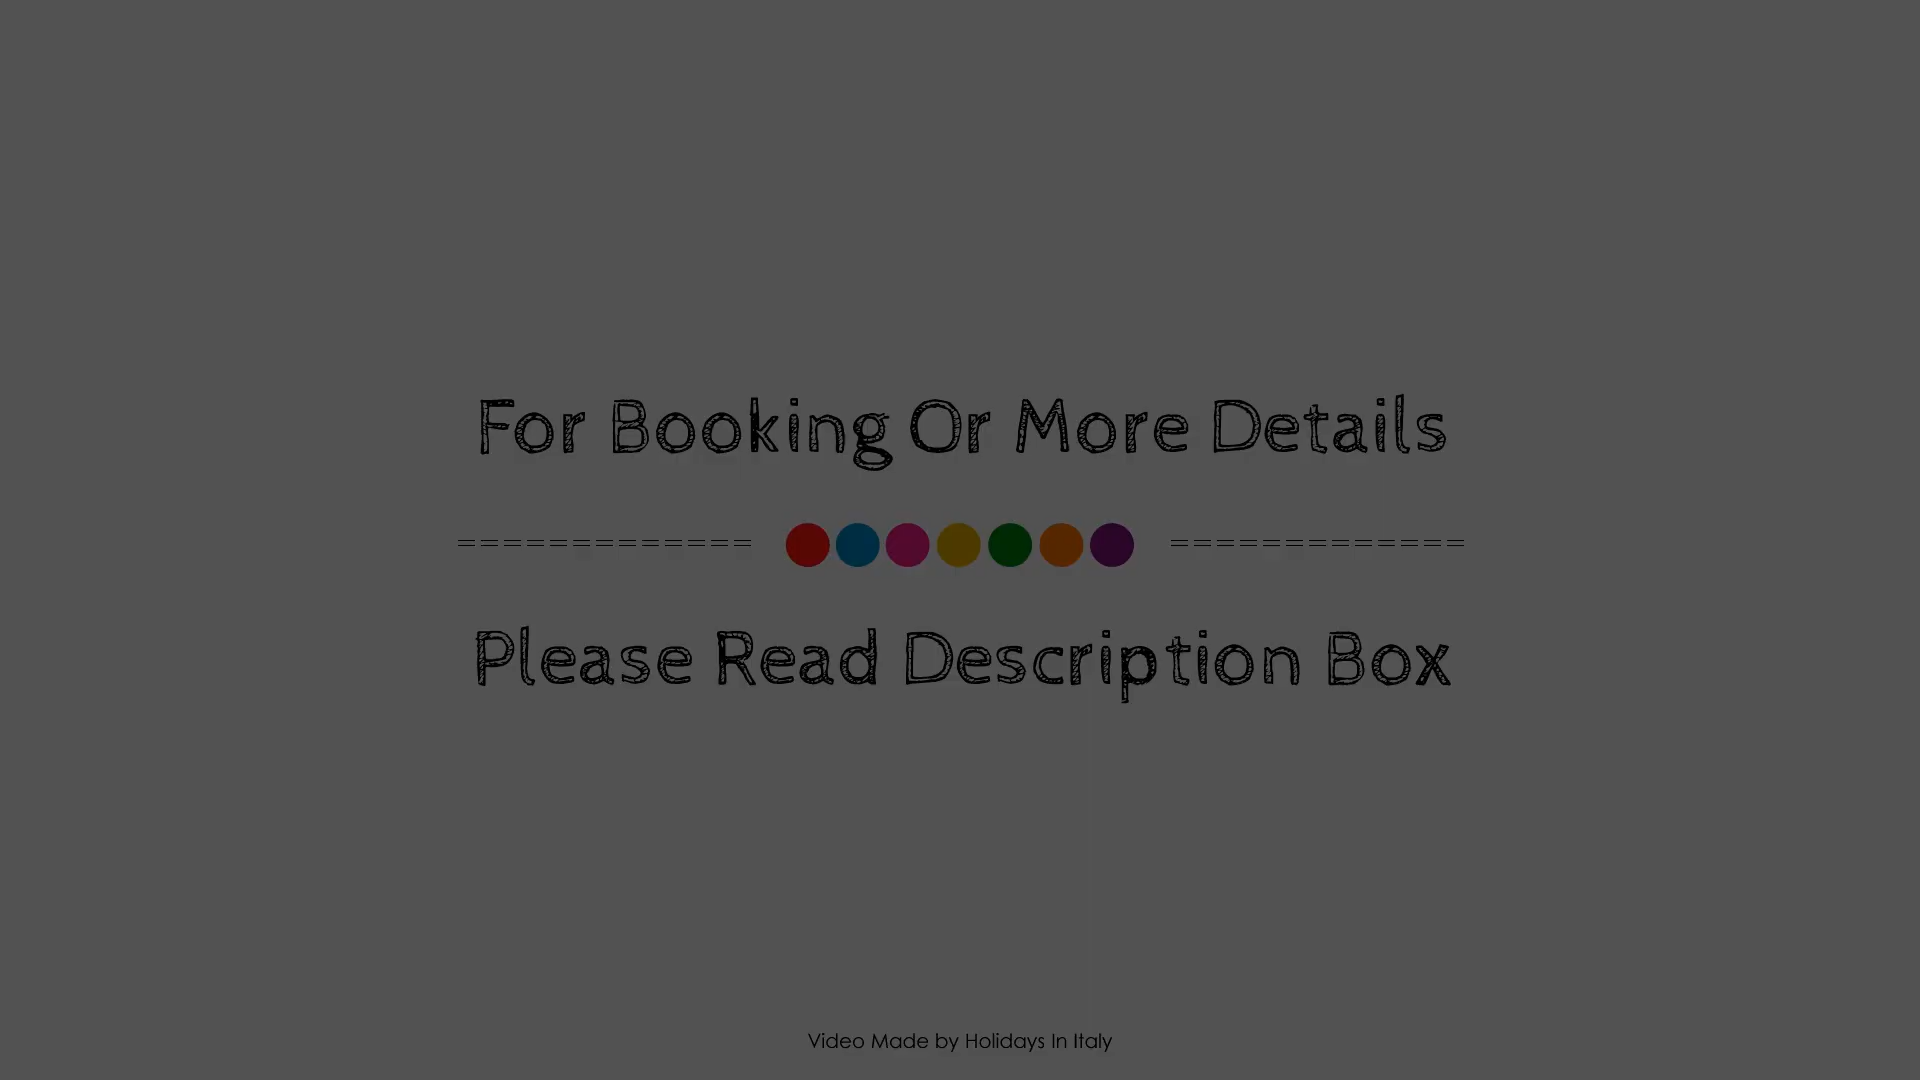 For Booking Or More Details
============= =============
Please Read Description Box
Video Made by Holidays In Italy